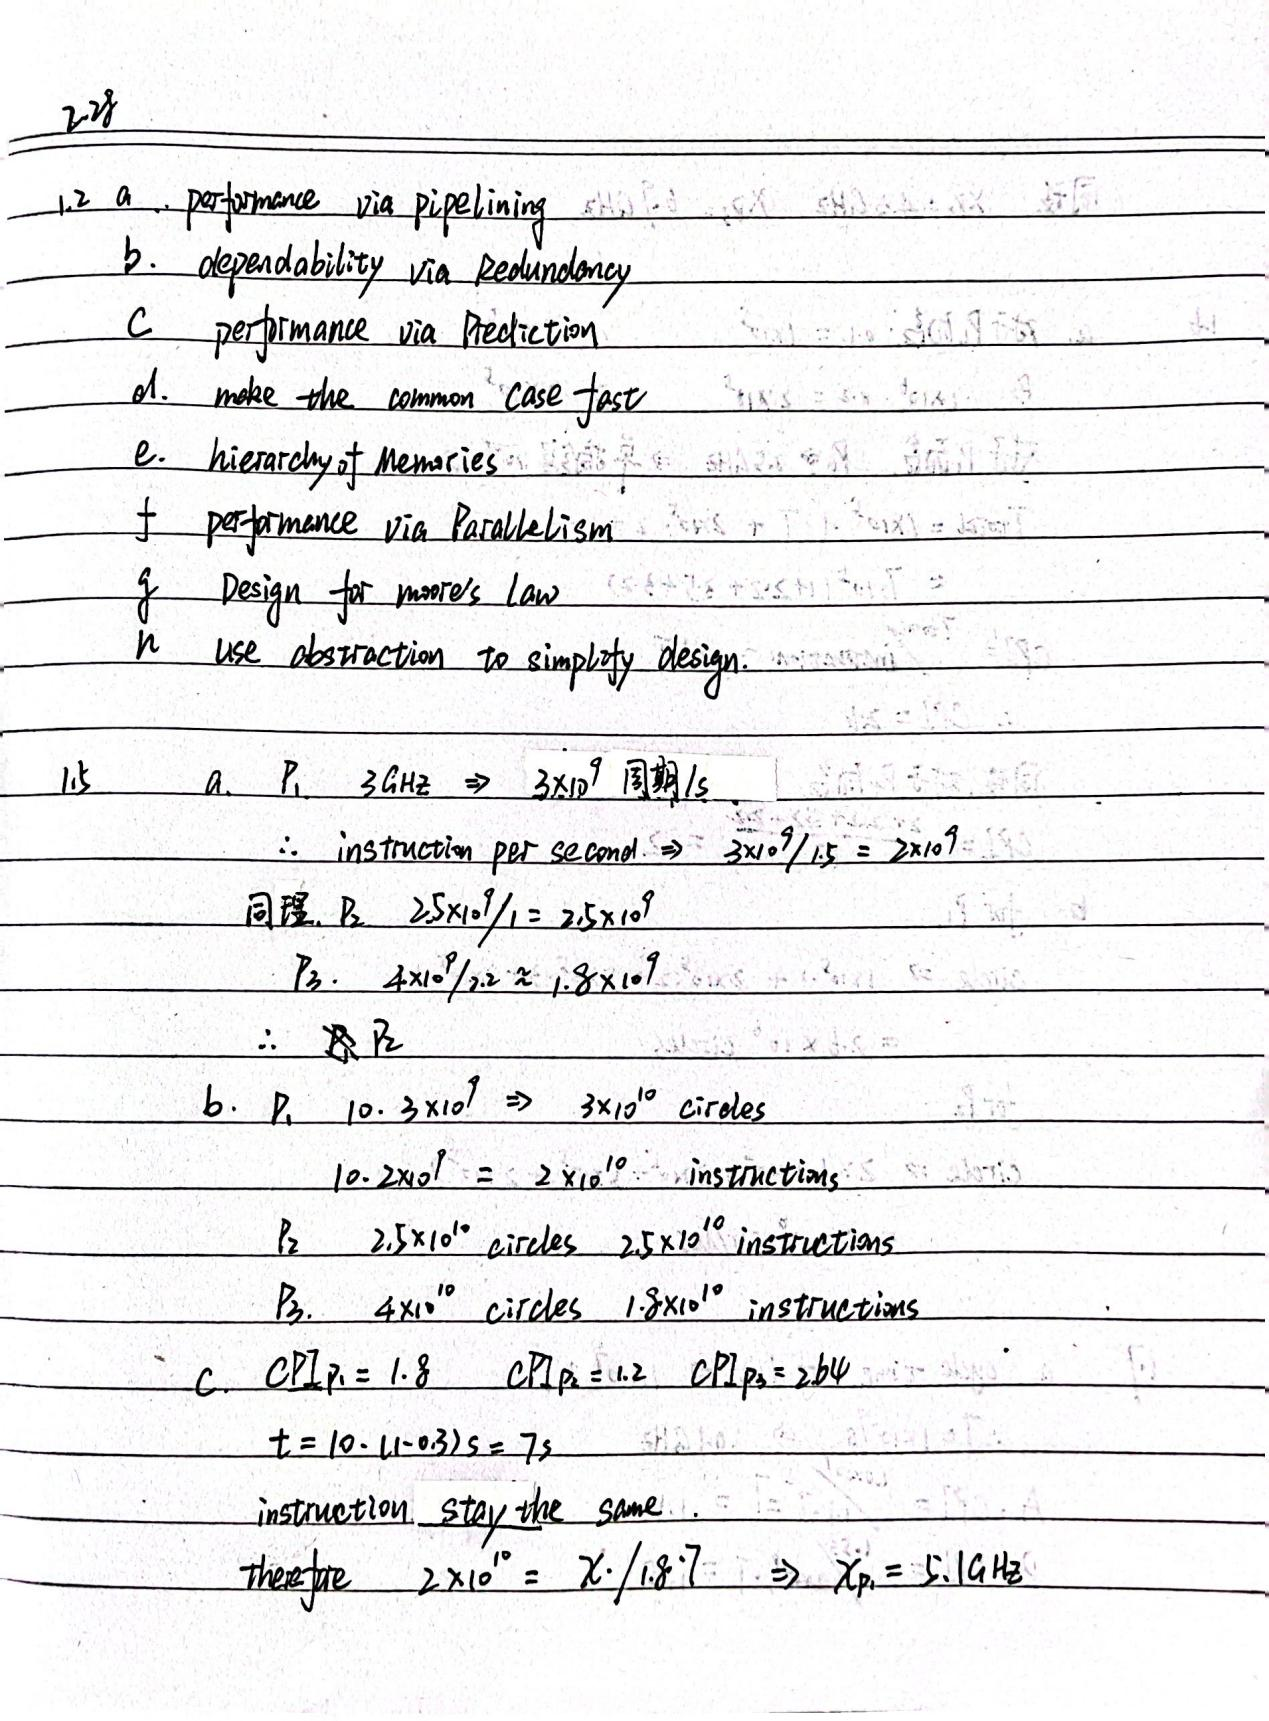 2.28
1.2 a. performance via pipelining
b. dependability via Redundancy
c performance via Prediction
d. make the common case fast
e. hierarchy of Memories
f performance via Parallelism
g Design for moore's Law
h use abstraction to simplify design.
1.5 a. P₁ 3GHz ⇒ 3×10⁹ 周期/s
∴ instruction per second ⇒ 3×10⁹/1.5 = 2×10⁹
同理. P₂ 2.5×10⁹/1 = 2.5×10⁹
P₃. 4×10⁹/2.2 ≈ 1.8×10⁹
∴ P₂
b. P₁ 10·3×10⁹ ⇒ 3×10¹⁰ circles
10·2×10⁹ = 2×10¹⁰ instructions
P₂ 2.5×10¹⁰ circles 2.5×10¹⁰ instructions
P₃. 4×10¹⁰ circles 1.8×10¹⁰ instructions
c. CPI P₁ = 1.8 CPI P₂ = 1.2 CPI P₃ = 2.64
t = 10·(1-0.3)s = 7s
instruction stay the same.
Therefore 2×10¹⁰ = x·/1.8·7 ⇒ x P₁ = 5.1GHz